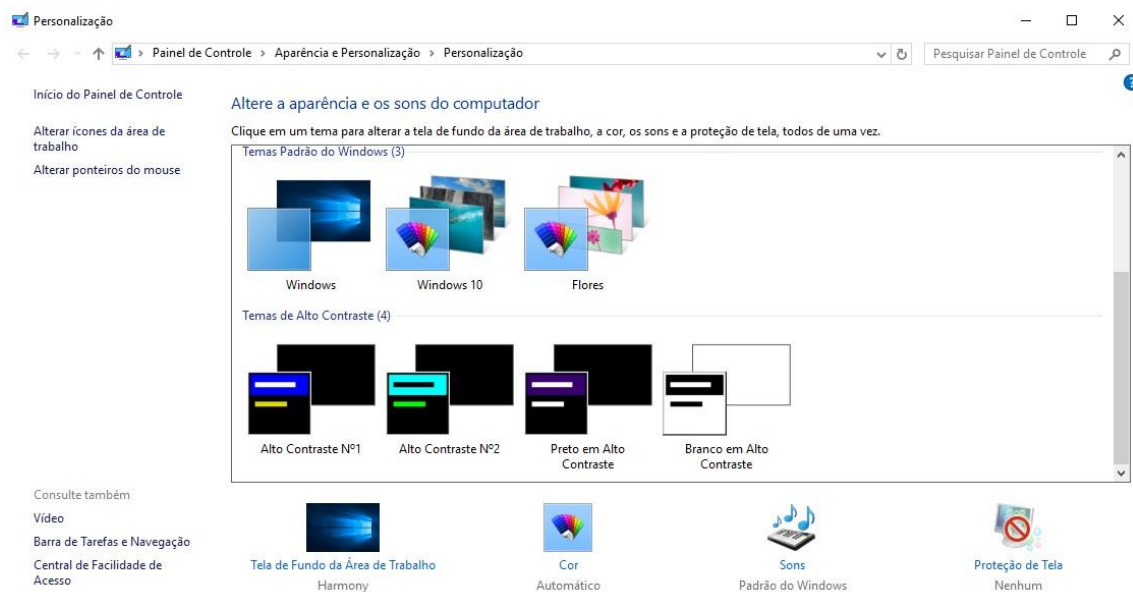 Personalização
Painel de Controle > Aparência e Personalização > Personalização
Pesquisar Painel de Controle
Início do Painel de Controle
Alterar ícones da área de
trabalho
Alterar ponteiros do mouse
Altere a aparência e os sons do computador
Clique em um tema para alterar a tela de fundo da área de trabalho, a cor, os sons e a proteção de tela, todos de uma vez.
Temas Padrão do Windows (3)
Windows
Windows 10
Flores
Temas de Alto Contraste (4)
Alto Contraste Nº1
Alto Contraste Nº2
Preto em Alto
Contraste
Branco em Alto
Contraste
Consulte também
Vídeo
Barra de Tarefas e Navegação
Central de Facilidade de
Acesso
Tela de Fundo da Área de Trabalho
Harmony
Cor
Automático
Sons
Padrão do Windows
Proteção de Tela
Nenhum